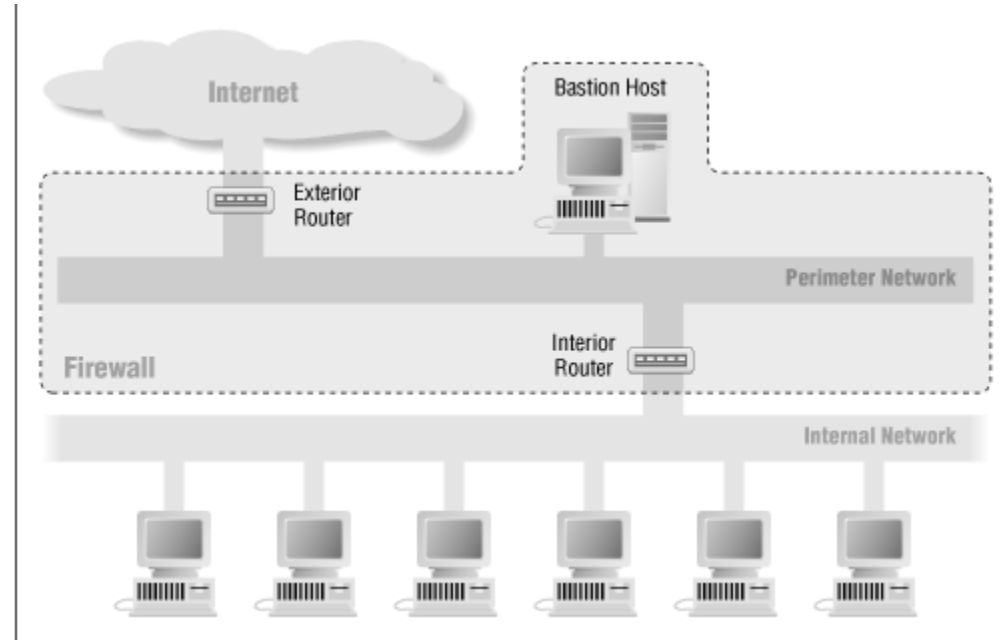 Internet
Bastion Host
Exterior
Router
Perimeter Network
Interior
Router
Firewall
Internal Network